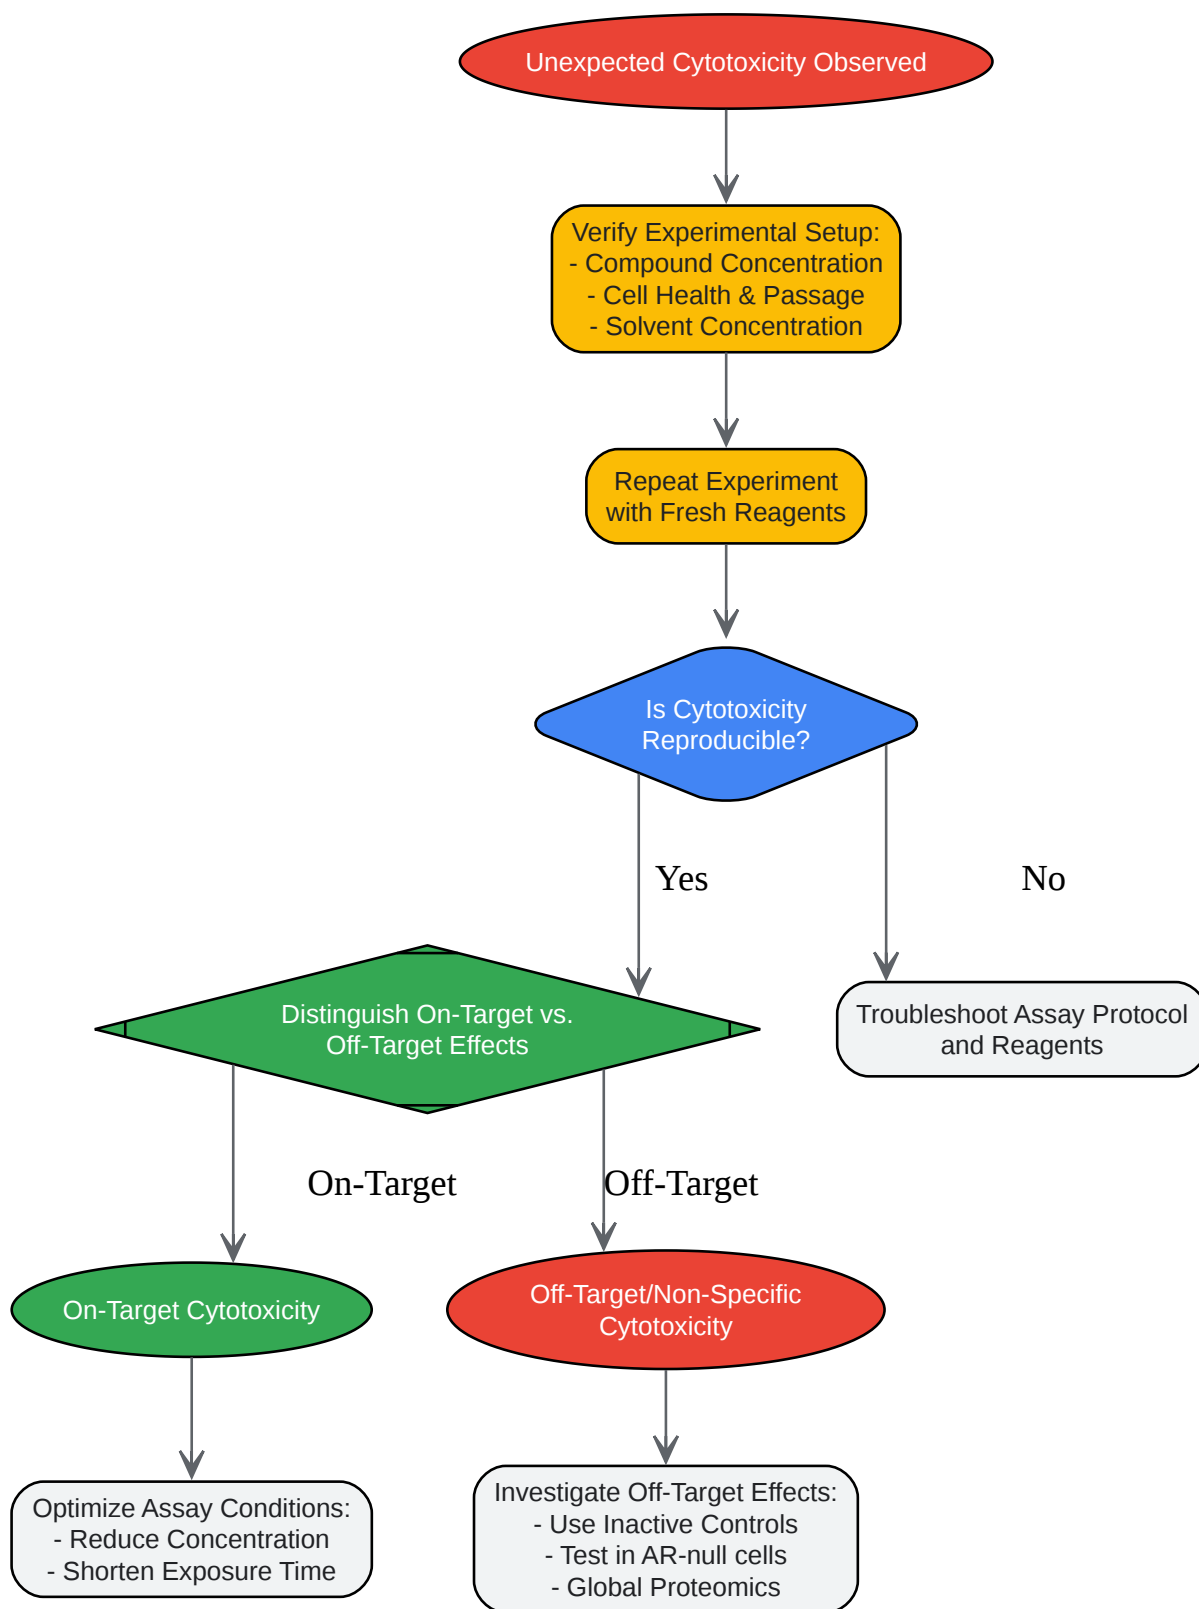 Unexpected Cytotoxicity Observed
Verify Experimental Setup:
- Compound Concentration
- Cell Health & Passage
- Solvent Concentration
Repeat Experiment
with Fresh Reagents
Is Cytotoxicity
Reproducible?
Yes
No
Distinguish On-Target vs.
Off-Target Effects
Troubleshoot Assay Protocol
and Reagents
On-Target
Off-Target
On-Target Cytotoxicity
Off-Target/Non-Specific
Cytotoxicity
Optimize Assay Conditions:
- Reduce Concentration
- Shorten Exposure Time
Investigate Off-Target Effects:
- Use Inactive Controls
- Test in AR-null cells
- Global Proteomics